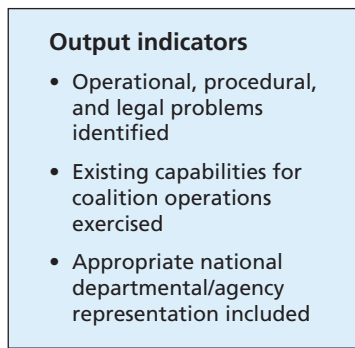 Output indicators
• Operational, procedural,
and legal problems
identified
• Existing capabilities for
coalition operations
exercised
• Appropriate national
departmental/agency
representation included